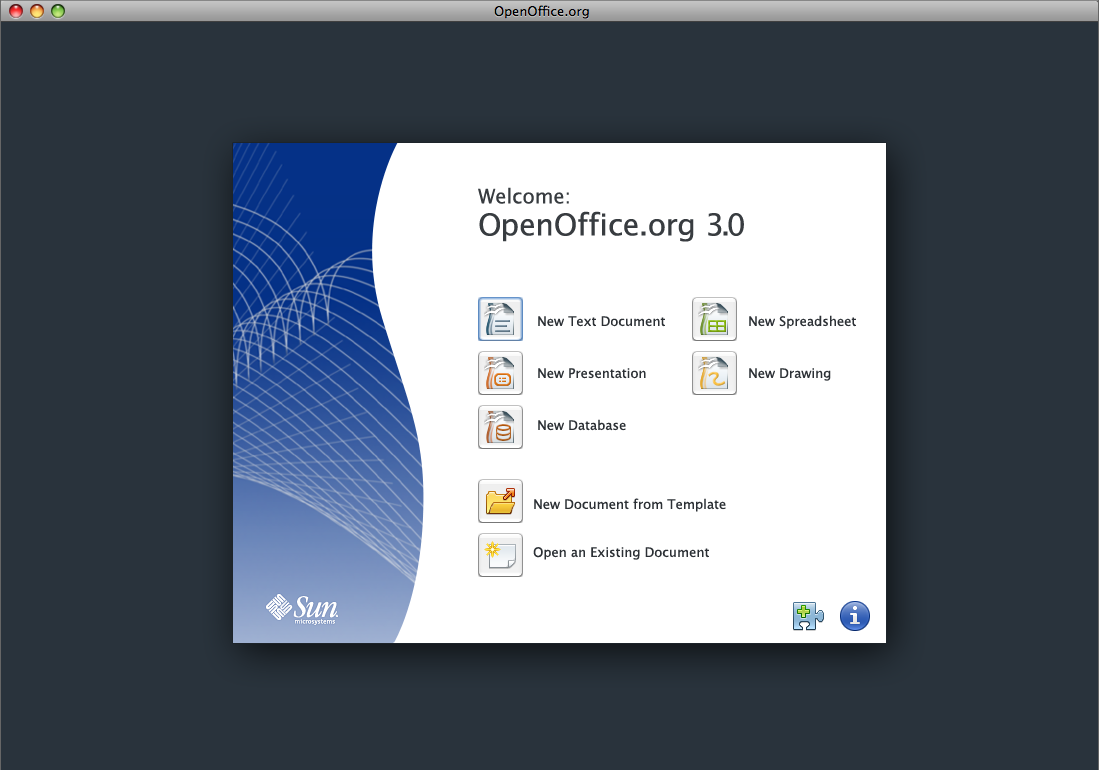 OpenOffice.org
Welcome:
OpenOffice.org 3.0
New Text Document
New Spreadsheet
New Presentation
New Drawing
New Database
New Document from Template
Open an Existing Document
Sun
microsystems